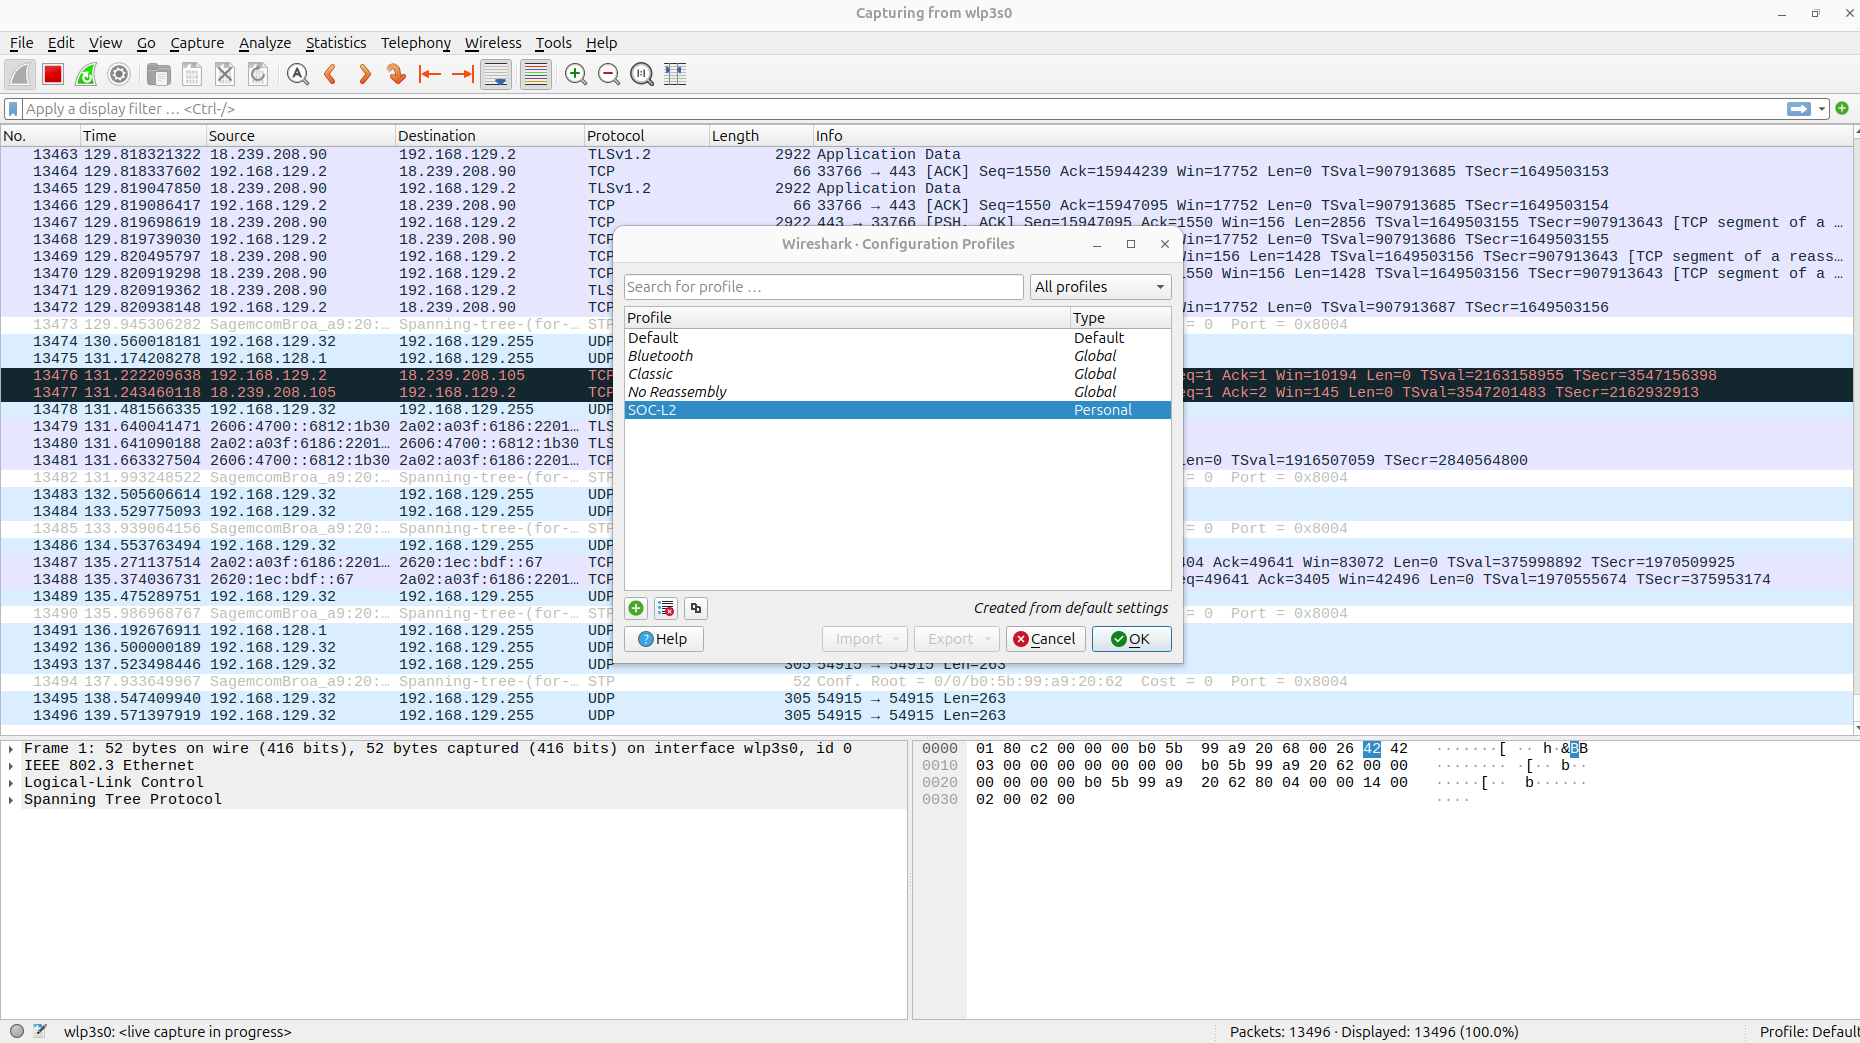 Capturing from wlp3s0
File Edit View Go Capture Analyze Statistics Telephony Wireless Tools Help
Apply a display filter … <Ctrl-/>
No. Time Source Destination Protocol Length Info
13463 129.818321322 18.239.208.90 192.168.129.2 TLSv1.2 2922 Application Data
13464 129.818337602 192.168.129.2 18.239.208.90 TCP 66 33766 → 443 [ACK] Seq=1550 Ack=15944239 Win=17752 Len=0 TSval=907913685 TSecr=1649503153
13465 129.819047850 18.239.208.90 192.168.129.2 TLSv1.2 2922 Application Data
13466 129.819086417 192.168.129.2 18.239.208.90 TCP 66 33766 → 443 [ACK] Seq=1550 Ack=15947095 Win=17752 Len=0 TSval=907913685 TSecr=1649503154
13467 129.819698619 18.239.208.90 192.168.129.2 TCP 2922 443 → 33766 [PSH, ACK] Seq=15947095 Ack=1550 Win=156 Len=2856 TSval=1649503155 TSecr=907913643 [TCP segment of a …
13468 129.819739030 192.168.129.2 18.239.208.90 TCP Win=17752 Len=0 TSval=907913686 TSecr=1649503155
13469 129.820495797 18.239.208.90 192.168.129.2 TCP Win=156 Len=1428 TSval=1649503156 TSecr=907913643 [TCP segment of a reass…
13470 129.820919298 18.239.208.90 192.168.129.2 TCP 1550 Win=156 Len=1428 TSval=1649503156 TSecr=907913643 [TCP segment of a …
13471 129.820919362 18.239.208.90 192.168.129.2 TLS
13472 129.820938148 192.168.129.2 18.239.208.90 TCP Win=17752 Len=0 TSval=907913687 TSecr=1649503156
13473 129.945306282 SagemcomBroa_a9:20:… Spanning-tree-(for-… STP = 0 Port = 0x8004
13474 130.560018181 192.168.129.32 192.168.129.255 UDP
13475 131.174208278 192.168.128.1 192.168.129.255 UDP
13476 131.222209638 192.168.129.2 18.239.208.105 TCP eq=1 Ack=1 Win=10194 Len=0 TSval=2163158955 TSecr=3547156398
13477 131.243460118 18.239.208.105 192.168.129.2 TCP eq=1 Ack=2 Win=145 Len=0 TSval=3547201483 TSecr=2162932913
13478 131.481566335 192.168.129.32 192.168.129.255 UDP
13479 131.640041471 2606:4700::6812:1b30 2a02:a03f:6186:2201… TLS
13480 131.641090188 2a02:a03f:6186:2201… 2606:4700::6812:1b30 TLS
13481 131.663327504 2606:4700::6812:1b30 2a02:a03f:6186:2201… TCP Len=0 TSval=1916507059 TSecr=2840564800
13482 131.993248522 SagemcomBroa_a9:20:… Spanning-tree-(for-… STP = 0 Port = 0x8004
13483 132.505606614 192.168.129.32 192.168.129.255 UDP
13484 133.529775093 192.168.129.32 192.168.129.255 UDP
13485 133.939064156 SagemcomBroa_a9:20:… Spanning-tree-(for-… STP = 0 Port = 0x8004
13486 134.553763494 192.168.129.32 192.168.129.255 UDP
13487 135.271137514 2a02:a03f:6186:2201… 2620:1ec:bdf::67 TCP 404 Ack=49641 Win=83072 Len=0 TSval=375998892 TSecr=1970509925
13488 135.374036731 2620:1ec:bdf::67 2a02:a03f:6186:2201… TCP eq=49641 Ack=3405 Win=42496 Len=0 TSval=1970555674 TSecr=375953174
13489 135.475289751 192.168.129.32 192.168.129.255 UDP
13490 135.986968767 SagemcomBroa_a9:20:… Spanning-tree-(for-… STP = 0 Port = 0x8004
13491 136.192676911 192.168.128.1 192.168.129.255 UDP
13492 136.500000189 192.168.129.32 192.168.129.255 UDP
13493 137.523498446 192.168.129.32 192.168.129.255 UDP 305 54915 → 54915 Len=263
13494 137.933649967 SagemcomBroa_a9:20:… Spanning-tree-(for-… STP 52 Conf. Root = 0/0/b0:5b:99:a9:20:62 Cost = 0 Port = 0x8004
13495 138.547409940 192.168.129.32 192.168.129.255 UDP 305 54915 → 54915 Len=263
13496 139.571397919 192.168.129.32 192.168.129.255 UDP 305 54915 → 54915 Len=263
Wireshark · Configuration Profiles
Search for profile … All profiles
Profile Type
Default Default
Bluetooth Global
Classic Global
No Reassembly Global
SOC-L2 Personal
Created from default settings
Help Import Export Cancel OK
Frame 1: 52 bytes on wire (416 bits), 52 bytes captured (416 bits) on interface wlp3s0, id 0
IEEE 802.3 Ethernet
Logical-Link Control
Spanning Tree Protocol
0000 01 80 c2 00 00 00 b0 5b 99 a9 20 68 00 26 42 42 ·······[ ·· h·&BB
0010 03 00 00 00 00 00 00 00 b0 5b 99 a9 20 62 00 00 ········ ·[·· b··
0020 00 00 00 00 b0 5b 99 a9 20 62 80 04 00 00 14 00 ·····[·· b······
0030 02 00 02 00 ····
wlp3s0: <live capture in progress> Packets: 13496 · Displayed: 13496 (100.0%) Profile: Default